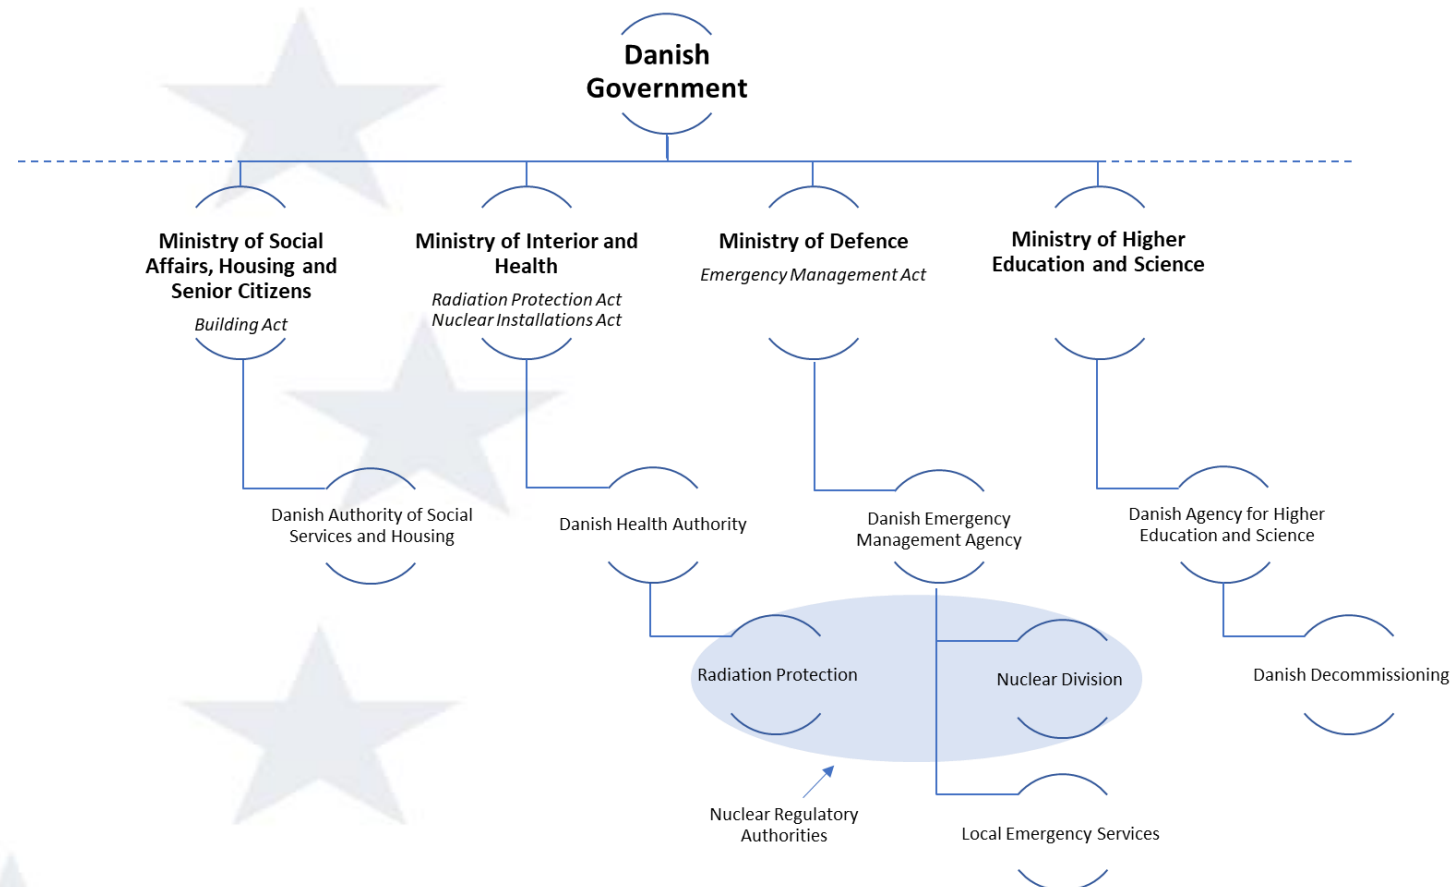 Danish
Government
Ministry of Social
Affairs, Housing and
Senior Citizens
Building Act
Ministry of Interior and
Health
Radiation Protection Act
Nuclear Installations Act
Ministry of Defence
Emergency Management Act
Ministry of Higher
Education and Science
Danish Authority of Social
Services and Housing
Danish Health Authority
Danish Emergency
Management Agency
Danish Agency for Higher
Education and Science
Radiation Protection
Nuclear Division
Danish Decommissioning
Nuclear Regulatory
Authorities
Local Emergency Services